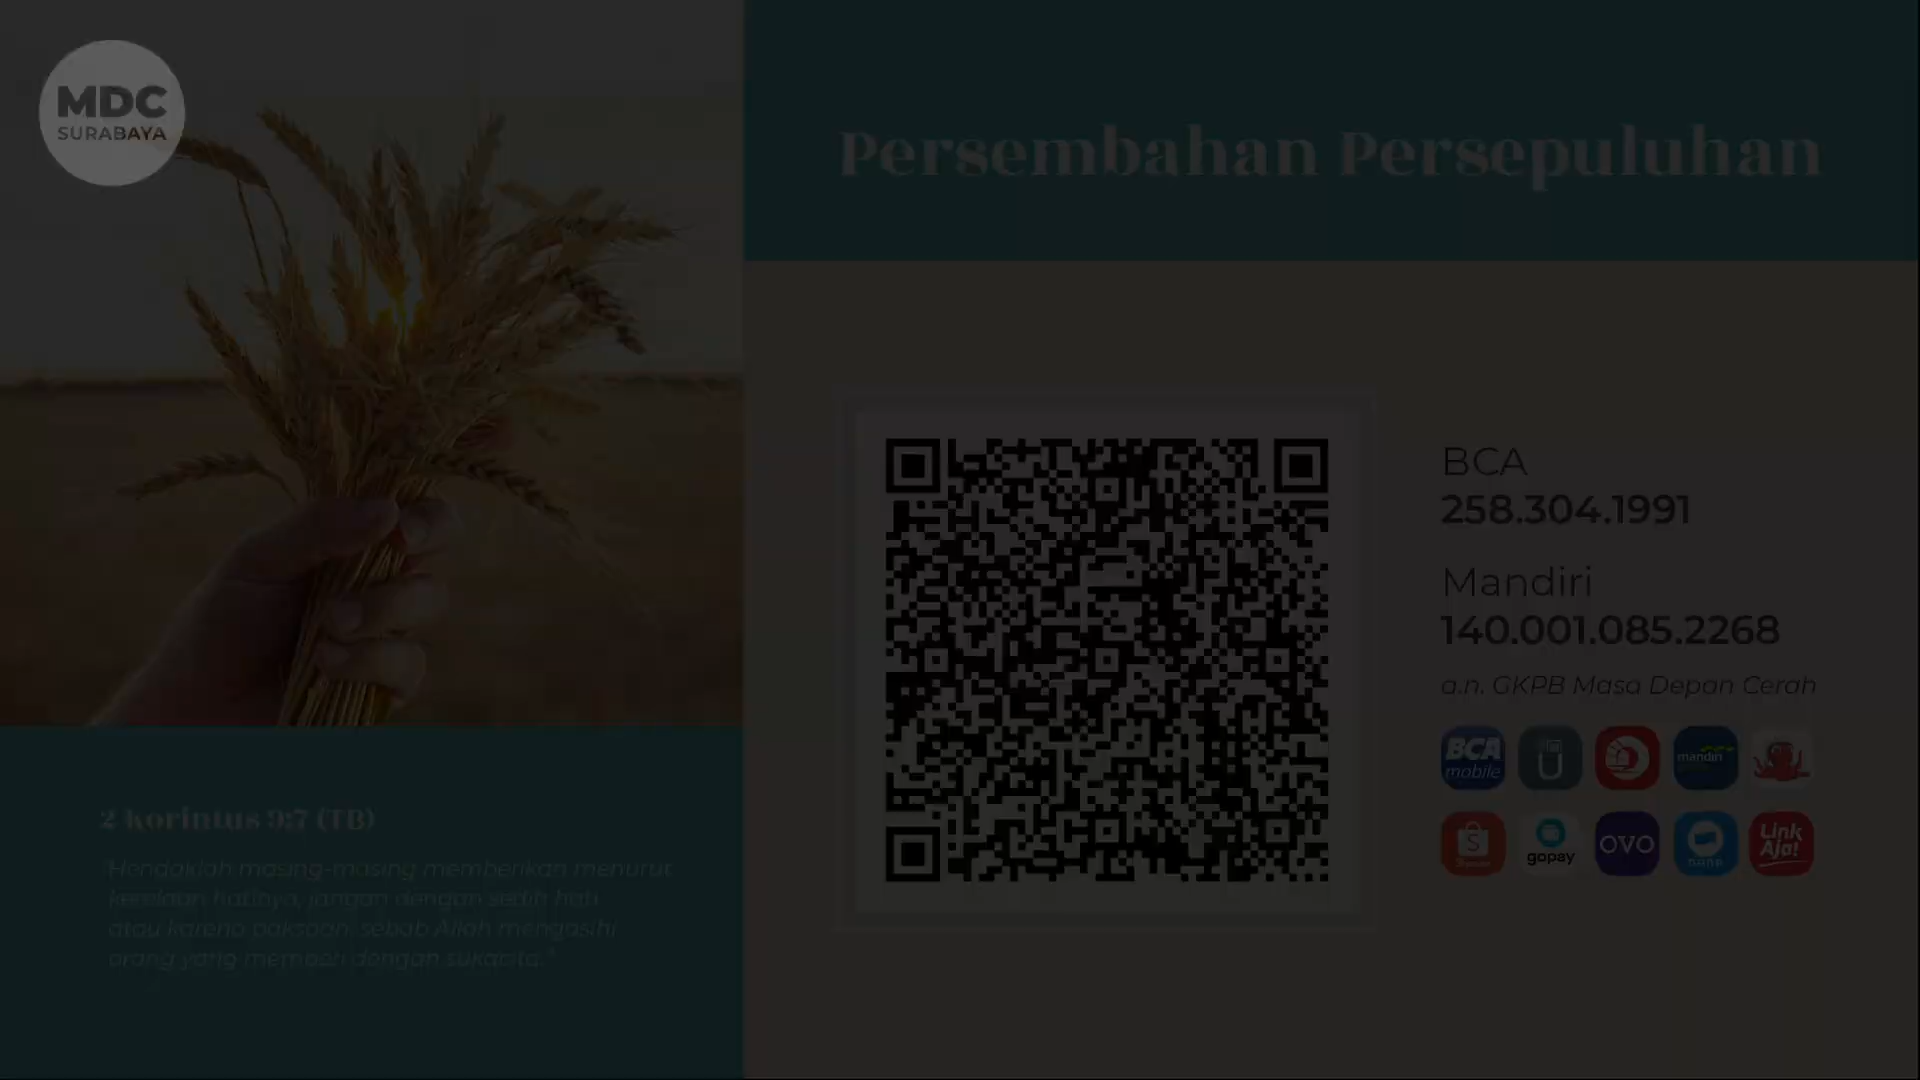 MDC
SURABAYA
Persembahan Persepuluhan
BCA
258.304.1991
Mandiri
140.001.085.2268
a.n. GKPB Masa Depan Cerah
BCA
mobile
mandiri
gopay
OVO
Link
Aja!
2 korintus 9:7 (TB)
"Hendaklah masing-masing memberikan menurut
kerelaan hatinya, jangan dengan sedih hati
atau karena paksaan, sebab Allah mengasihi
orang yang memberi dengan sukacita."